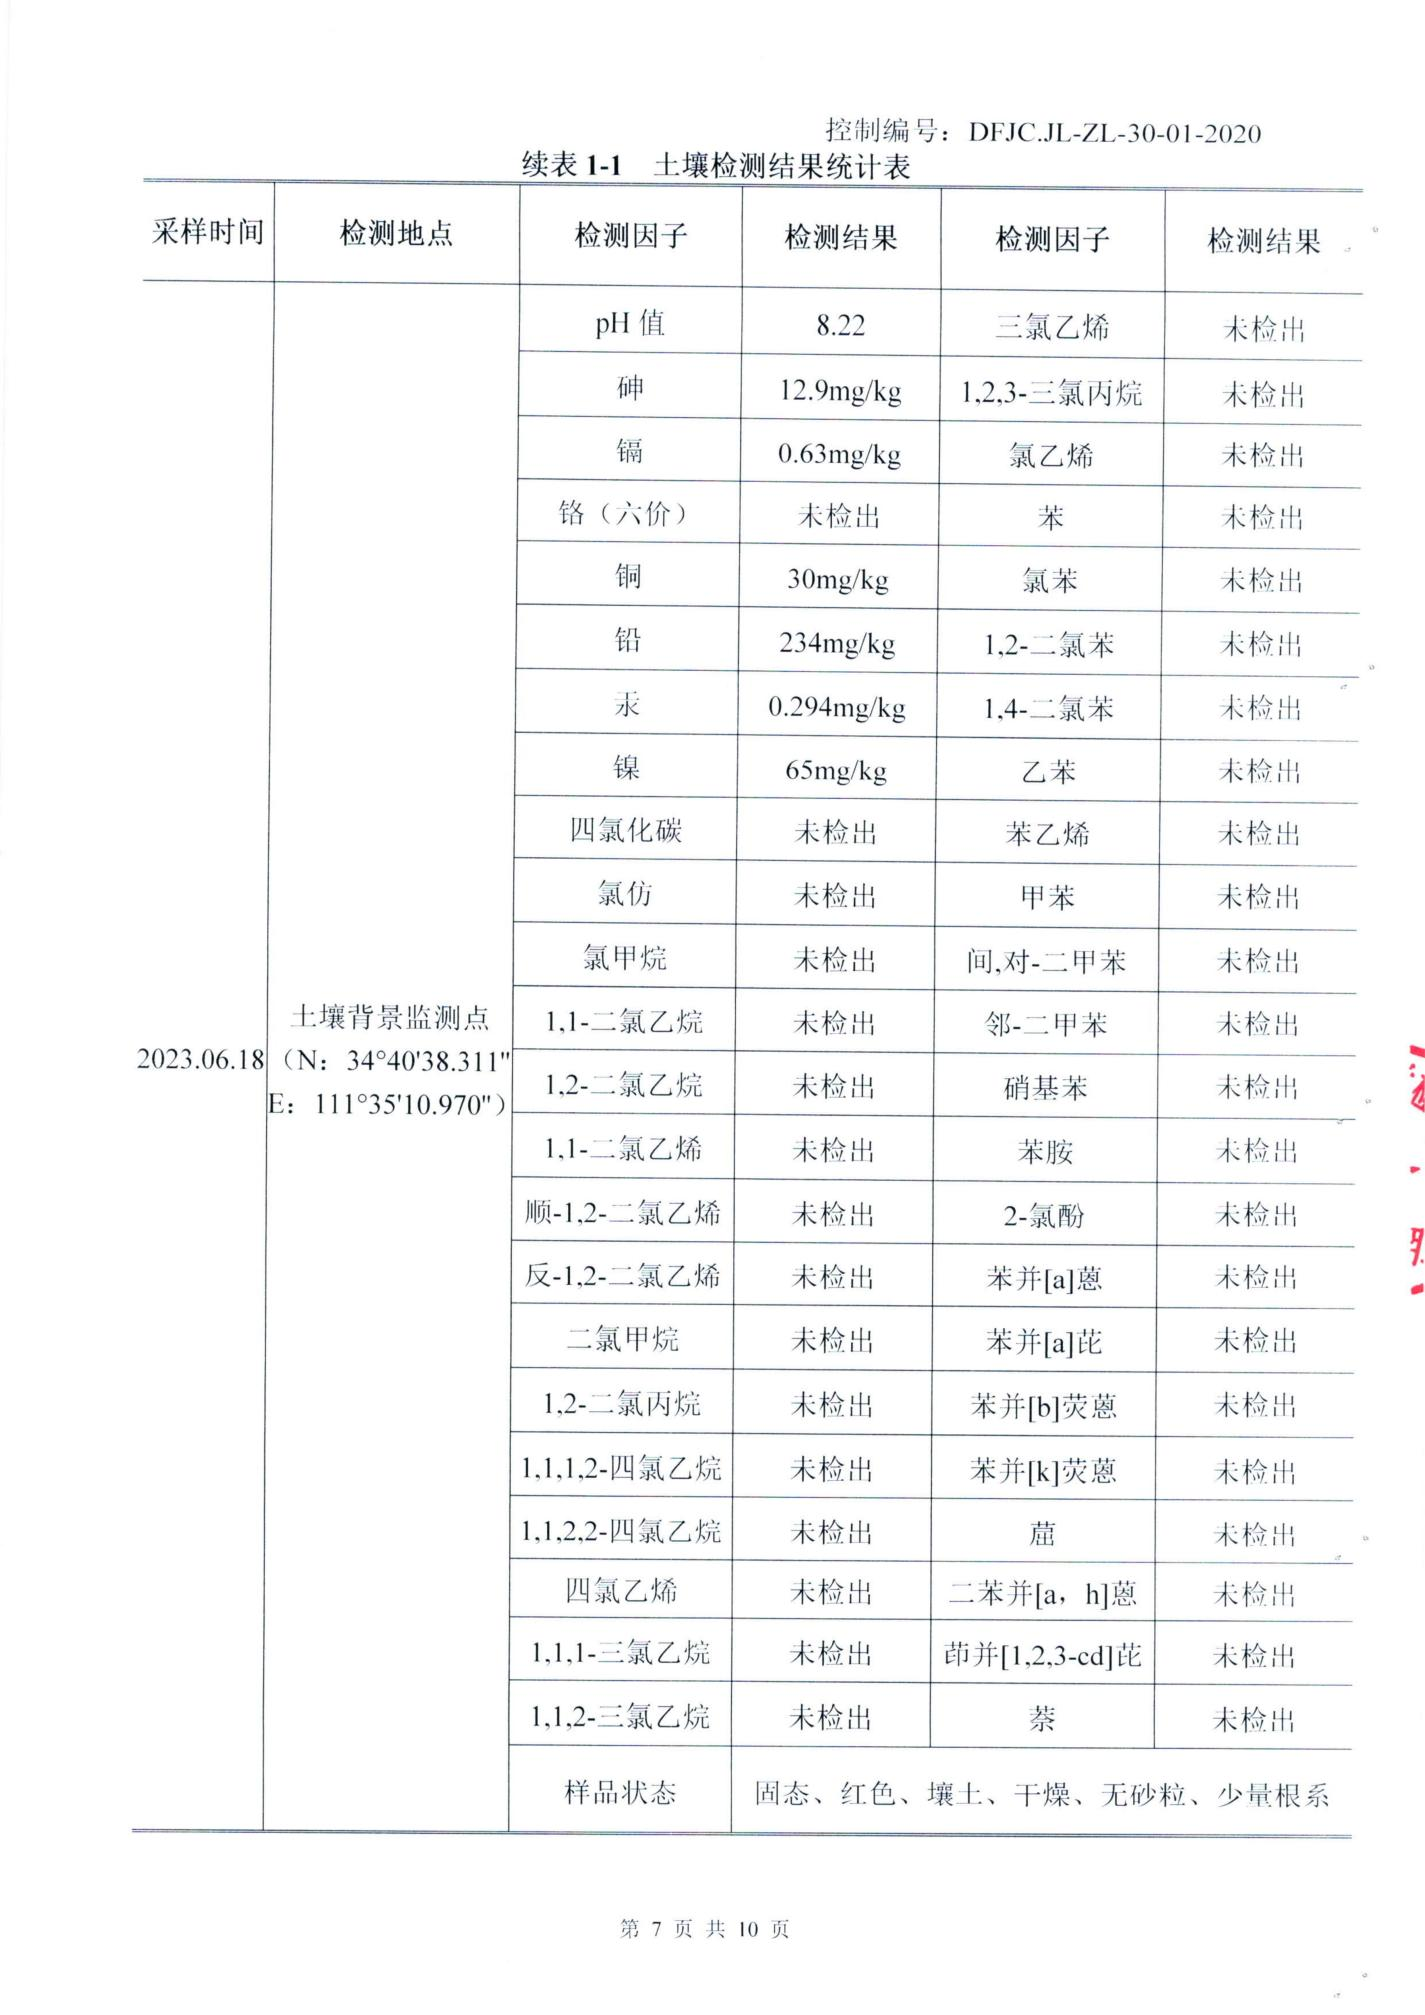 控制编号：DFJC.JL-ZL-30-01-2020
续表 1-1 土壤检测结果统计表
采样时间 检测地点 检测因子 检测结果 检测因子 检测结果
pH 值 8.22 三氯乙烯 未检出
砷 12.9mg/kg 1,2,3-三氯丙烷 未检出
镉 0.63mg/kg 氯乙烯 未检出
铬（六价） 未检出 苯 未检出
铜 30mg/kg 氯苯 未检出
铅 234mg/kg 1,2-二氯苯 未检出
汞 0.294mg/kg 1,4-二氯苯 未检出
镍 65mg/kg 乙苯 未检出
四氯化碳 未检出 苯乙烯 未检出
氯仿 未检出 甲苯 未检出
氯甲烷 未检出 间,对-二甲苯 未检出
2023.06.18
土壤背景监测点
（N：34°40'38.311"
E：111°35'10.970"）
1,1-二氯乙烷 未检出 邻-二甲苯 未检出
1,2-二氯乙烷 未检出 硝基苯 未检出
1,1-二氯乙烯 未检出 苯胺 未检出
顺-1,2-二氯乙烯 未检出 2-氯酚 未检出
反-1,2-二氯乙烯 未检出 苯并[a]蒽 未检出
二氯甲烷 未检出 苯并[a]芘 未检出
1,2-二氯丙烷 未检出 苯并[b]荧蒽 未检出
1,1,1,2-四氯乙烷 未检出 苯并[k]荧蒽 未检出
1,1,2,2-四氯乙烷 未检出 䓛 未检出
四氯乙烯 未检出 二苯并[a，h]蒽 未检出
1,1,1-三氯乙烷 未检出 茚并[1,2,3-cd]芘 未检出
1,1,2-三氯乙烷 未检出 萘 未检出
样品状态 固态、红色、壤土、干燥、无砂粒、少量根系
第 7 页 共 10 页